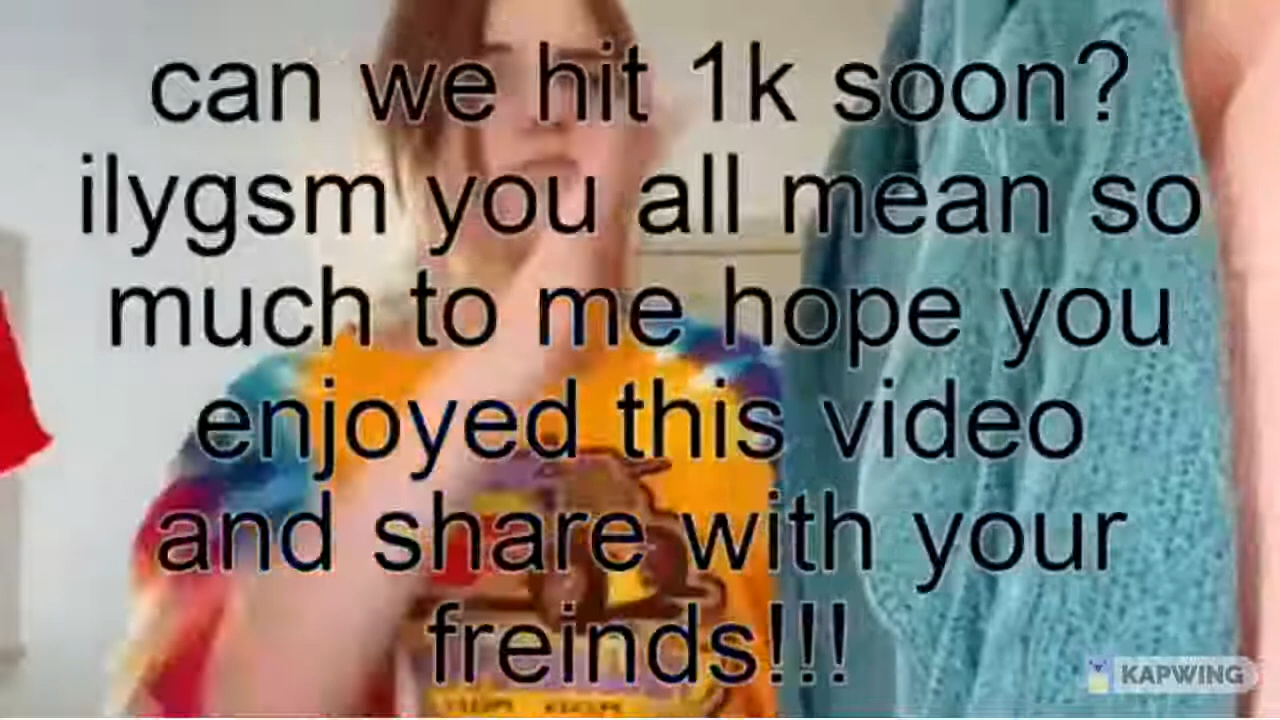 can we hit 1k soon?
ilygsm you all mean so
much to me hope you
enjoyed this video
and share with your
freinds!!!
KAPWING